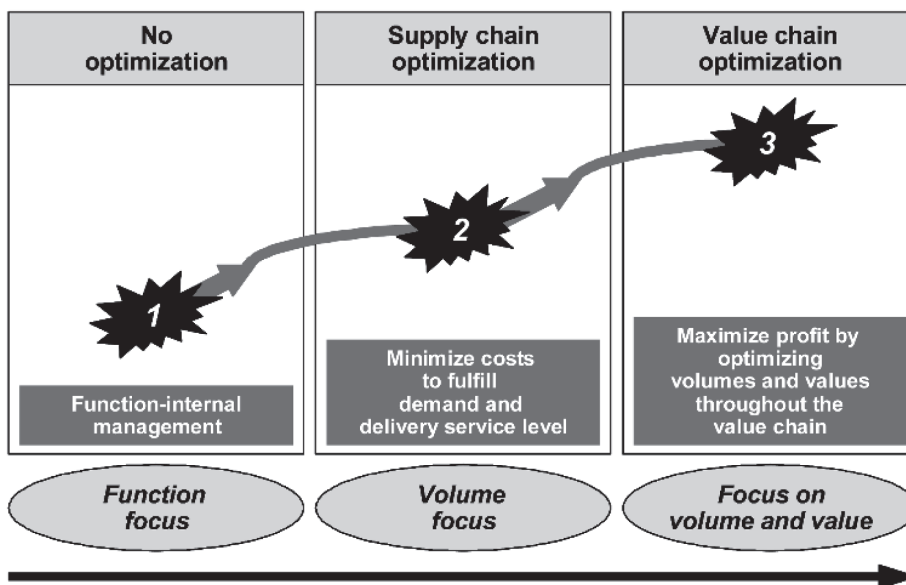 No
optimization
Supply chain
optimization
Value chain
optimization
1
2
3
Function-internal
management
Minimize costs
to fulfill
demand and
delivery service level
Maximize profit by
optimizing
volumes and values
throughout the
value chain
Function
focus
Volume
focus
Focus on
volume and value